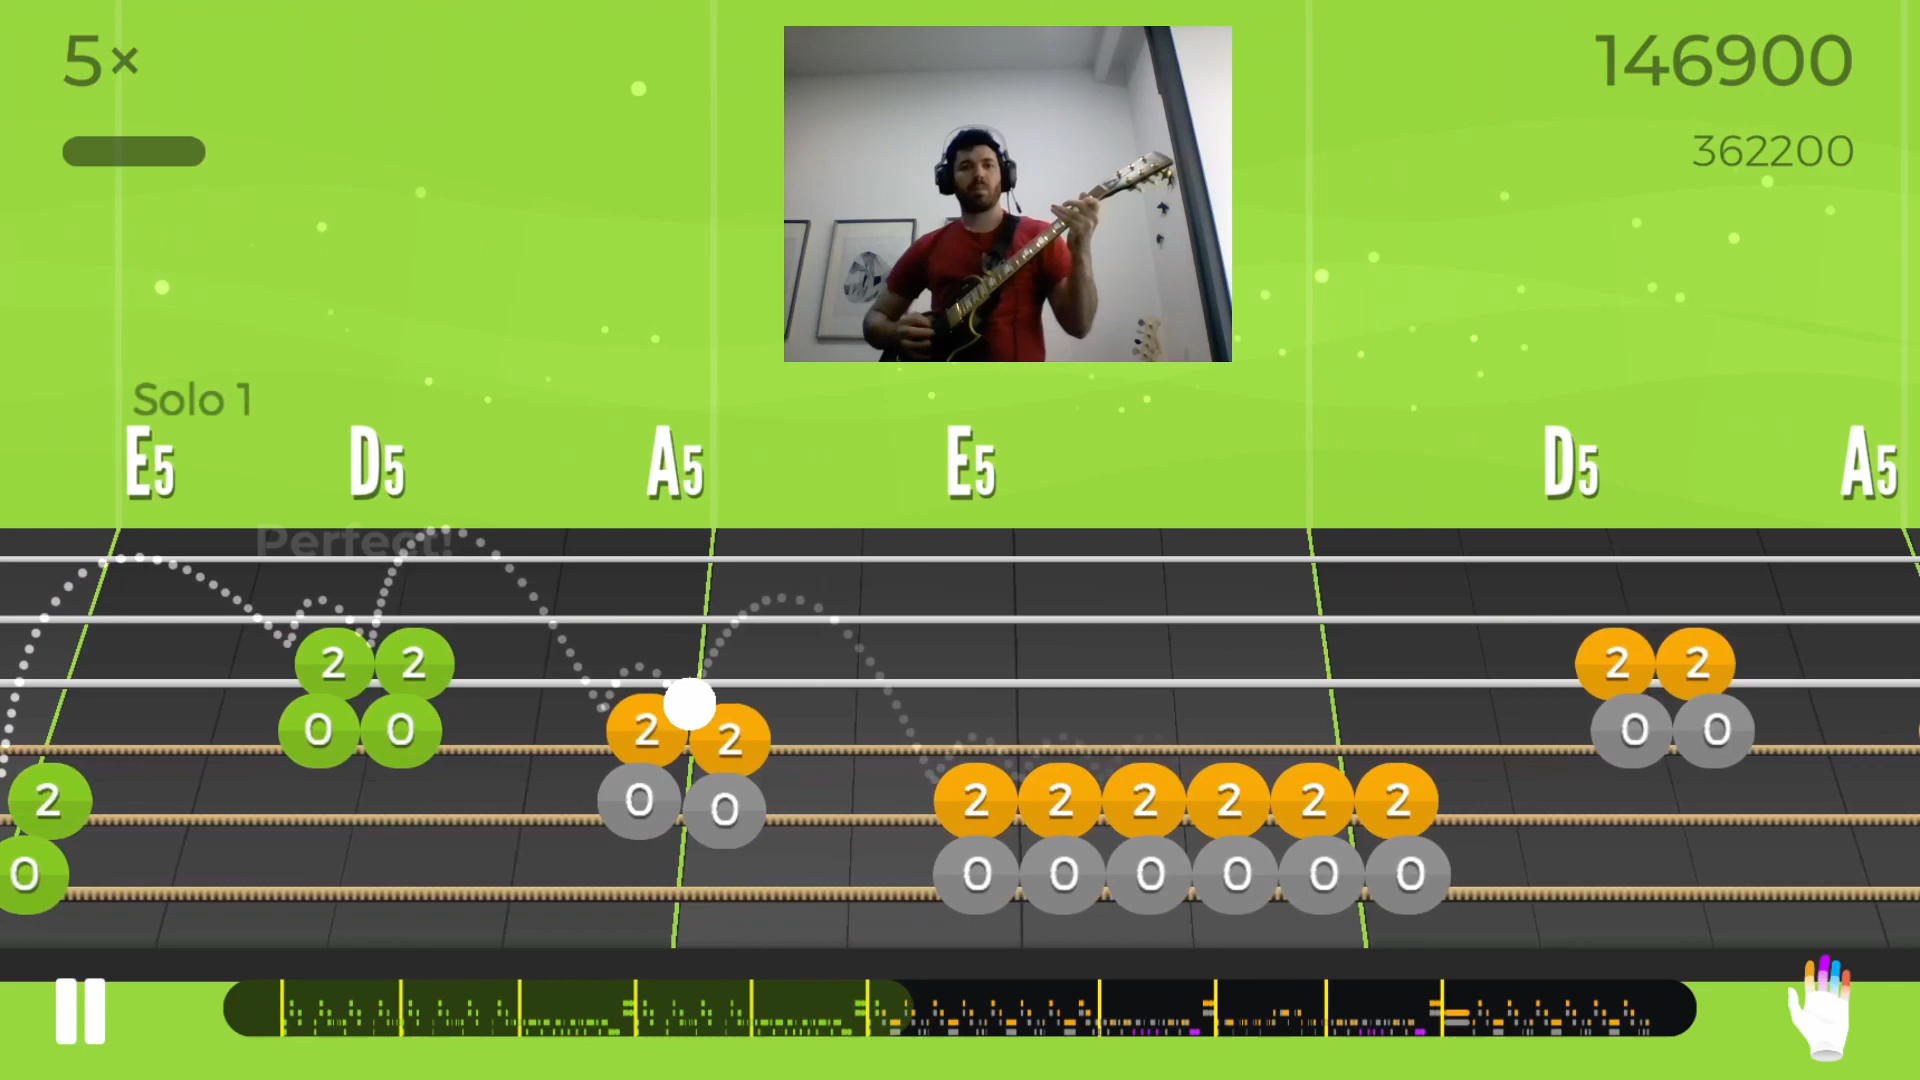 5×
146900
362200
Solo 1
E5 D5 A5 E5 D5 A5
Perfect!
2 2 2 2
0 0 0 0
2 2
0 0
2 2 2 2 2 2 2
0 0 0 0 0 0 0